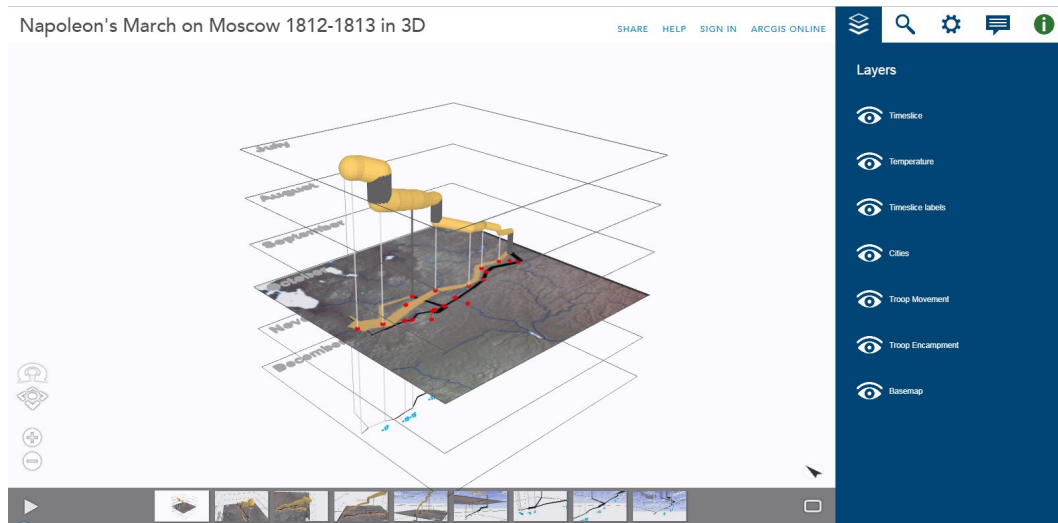 Napoleon's March on Moscow 1812-1813 in 3D
SHARE HELP SIGN IN ARCGIS ONLINE
Layers
Timeslice
Temperature
Timeslice labels
Cities
Troop Movement
Troop Encampment
Basemap
July
August
September
October
December